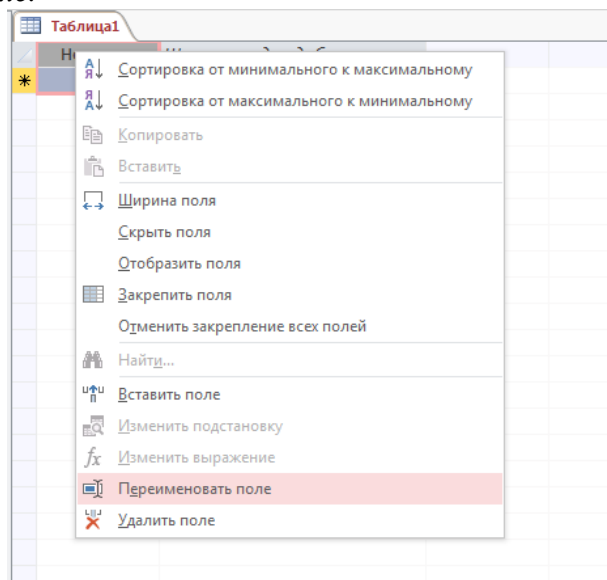 Таблица1
Сортировка от минимального к максимальному
Сортировка от максимального к минимальному
Копировать
Вставить
Ширина поля
Скрыть поля
Отобразить поля
Закрепить поля
Отменить закрепление всех полей
Найти...
Вставить поле
Изменить подстановку
Изменить выражение
Переименовать поле
Удалить поле